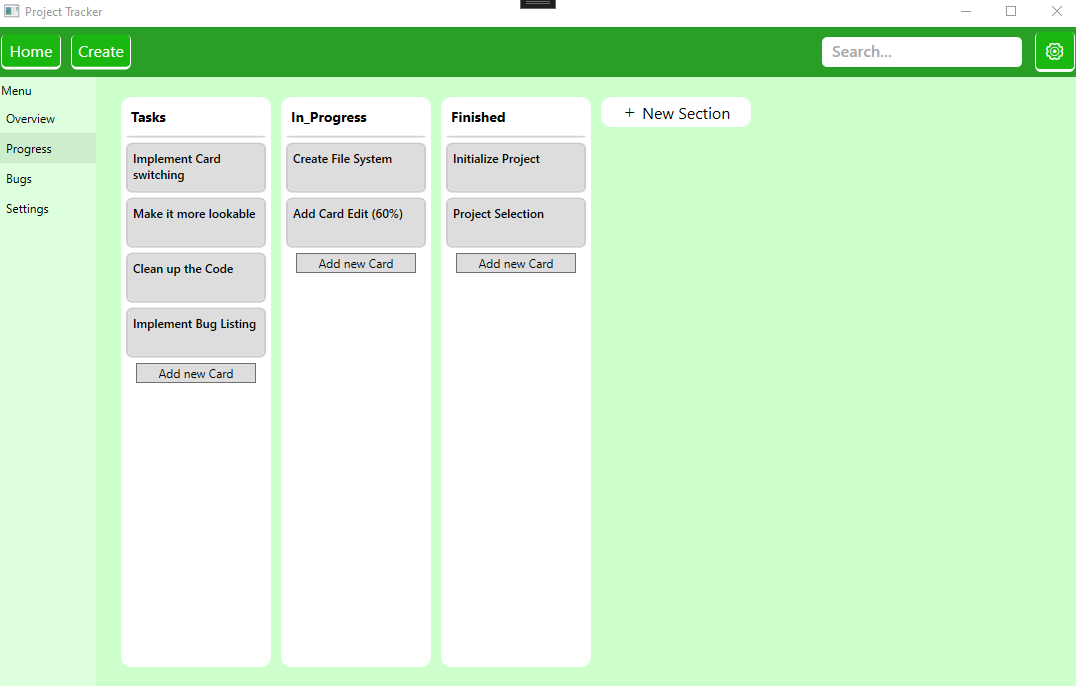 Project Tracker
Home
Create
Search...
Menu
Overview
Progress
Bugs
Settings
Tasks
Implement Card
switching
Make it more lookable
Clean up the Code
Implement Bug Listing
Add new Card
In_Progress
Create File System
Add Card Edit (60%)
Add new Card
Finished
Initialize Project
Project Selection
Add new Card
+ New Section